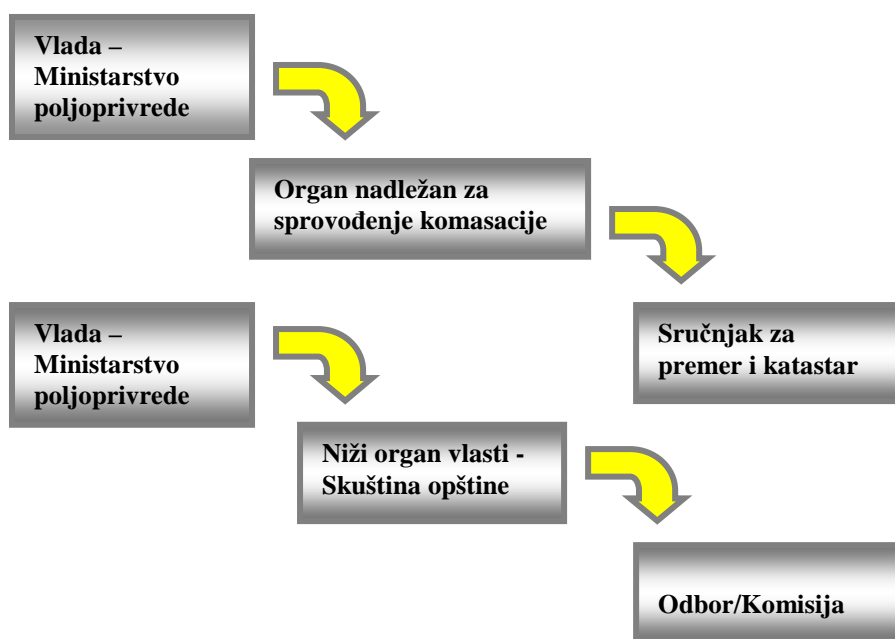 Vlada –
Ministarstvo
poljoprivrede
Organ nadležan za
sprovođenje komasacije
Sručnjak za
premer i katastar
Vlada –
Ministarstvo
poljoprivrede
Niži organ vlasti -
Skuština opštine
Odbor/Komisija